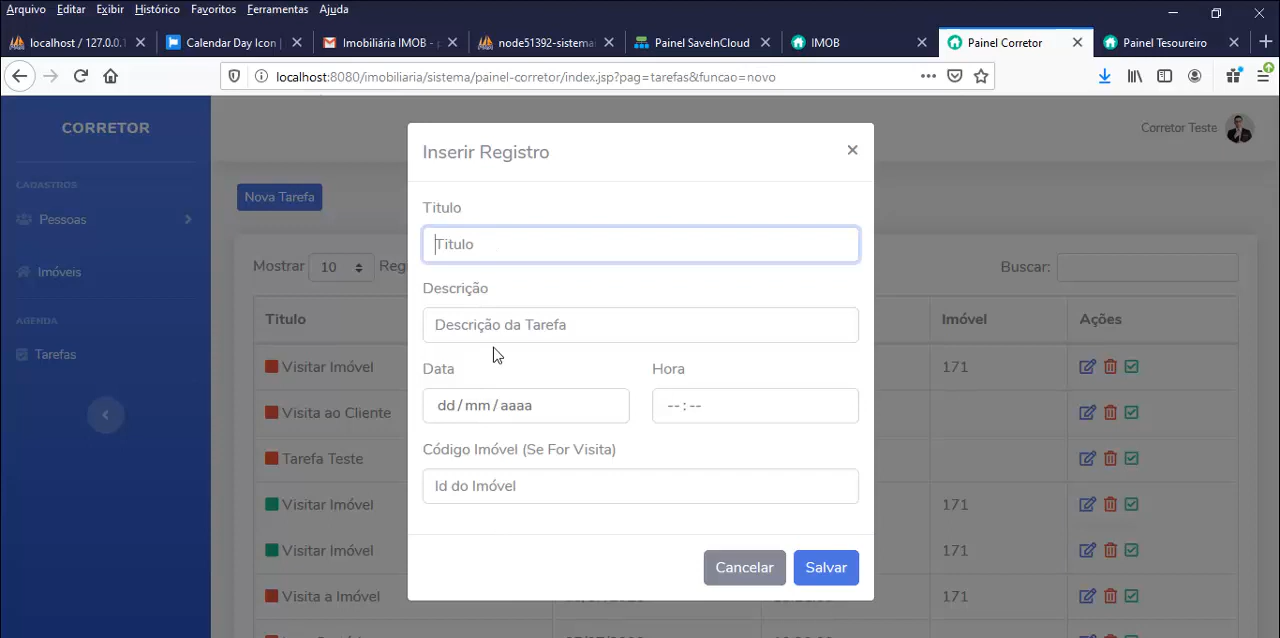 Arquivo Editar Exibir Histórico Favoritos Ferramentas Ajuda
localhost / 127.0.0.1 Calendar Day Icon | Imobiliária IMOB - node51392-sistema Painel SaveInCloud IMOB Painel Corretor Painel Tesoureiro
localhost:8080/imobiliaria/sistema/painel-corretor/index.jsp?pag=tarefas&funcao=novo
CORRETOR
Corretor Teste
CADASTROS
Pessoas
Imóveis
AGENDA
Tarefas
Nova Tarefa
Mostrar 10
Buscar:
Titulo Imóvel Ações
Visitar Imóvel 171
Visita ao Cliente
Tarefa Teste
Visitar Imóvel 171
Visitar Imóvel 171
Visita a Imóvel 171
Inserir Registro
Titulo
Titulo
Descrição
Descrição da Tarefa
Data Hora
dd/mm/aaaa --:--
Código Imóvel (Se For Visita)
Id do Imóvel
Cancelar Salvar